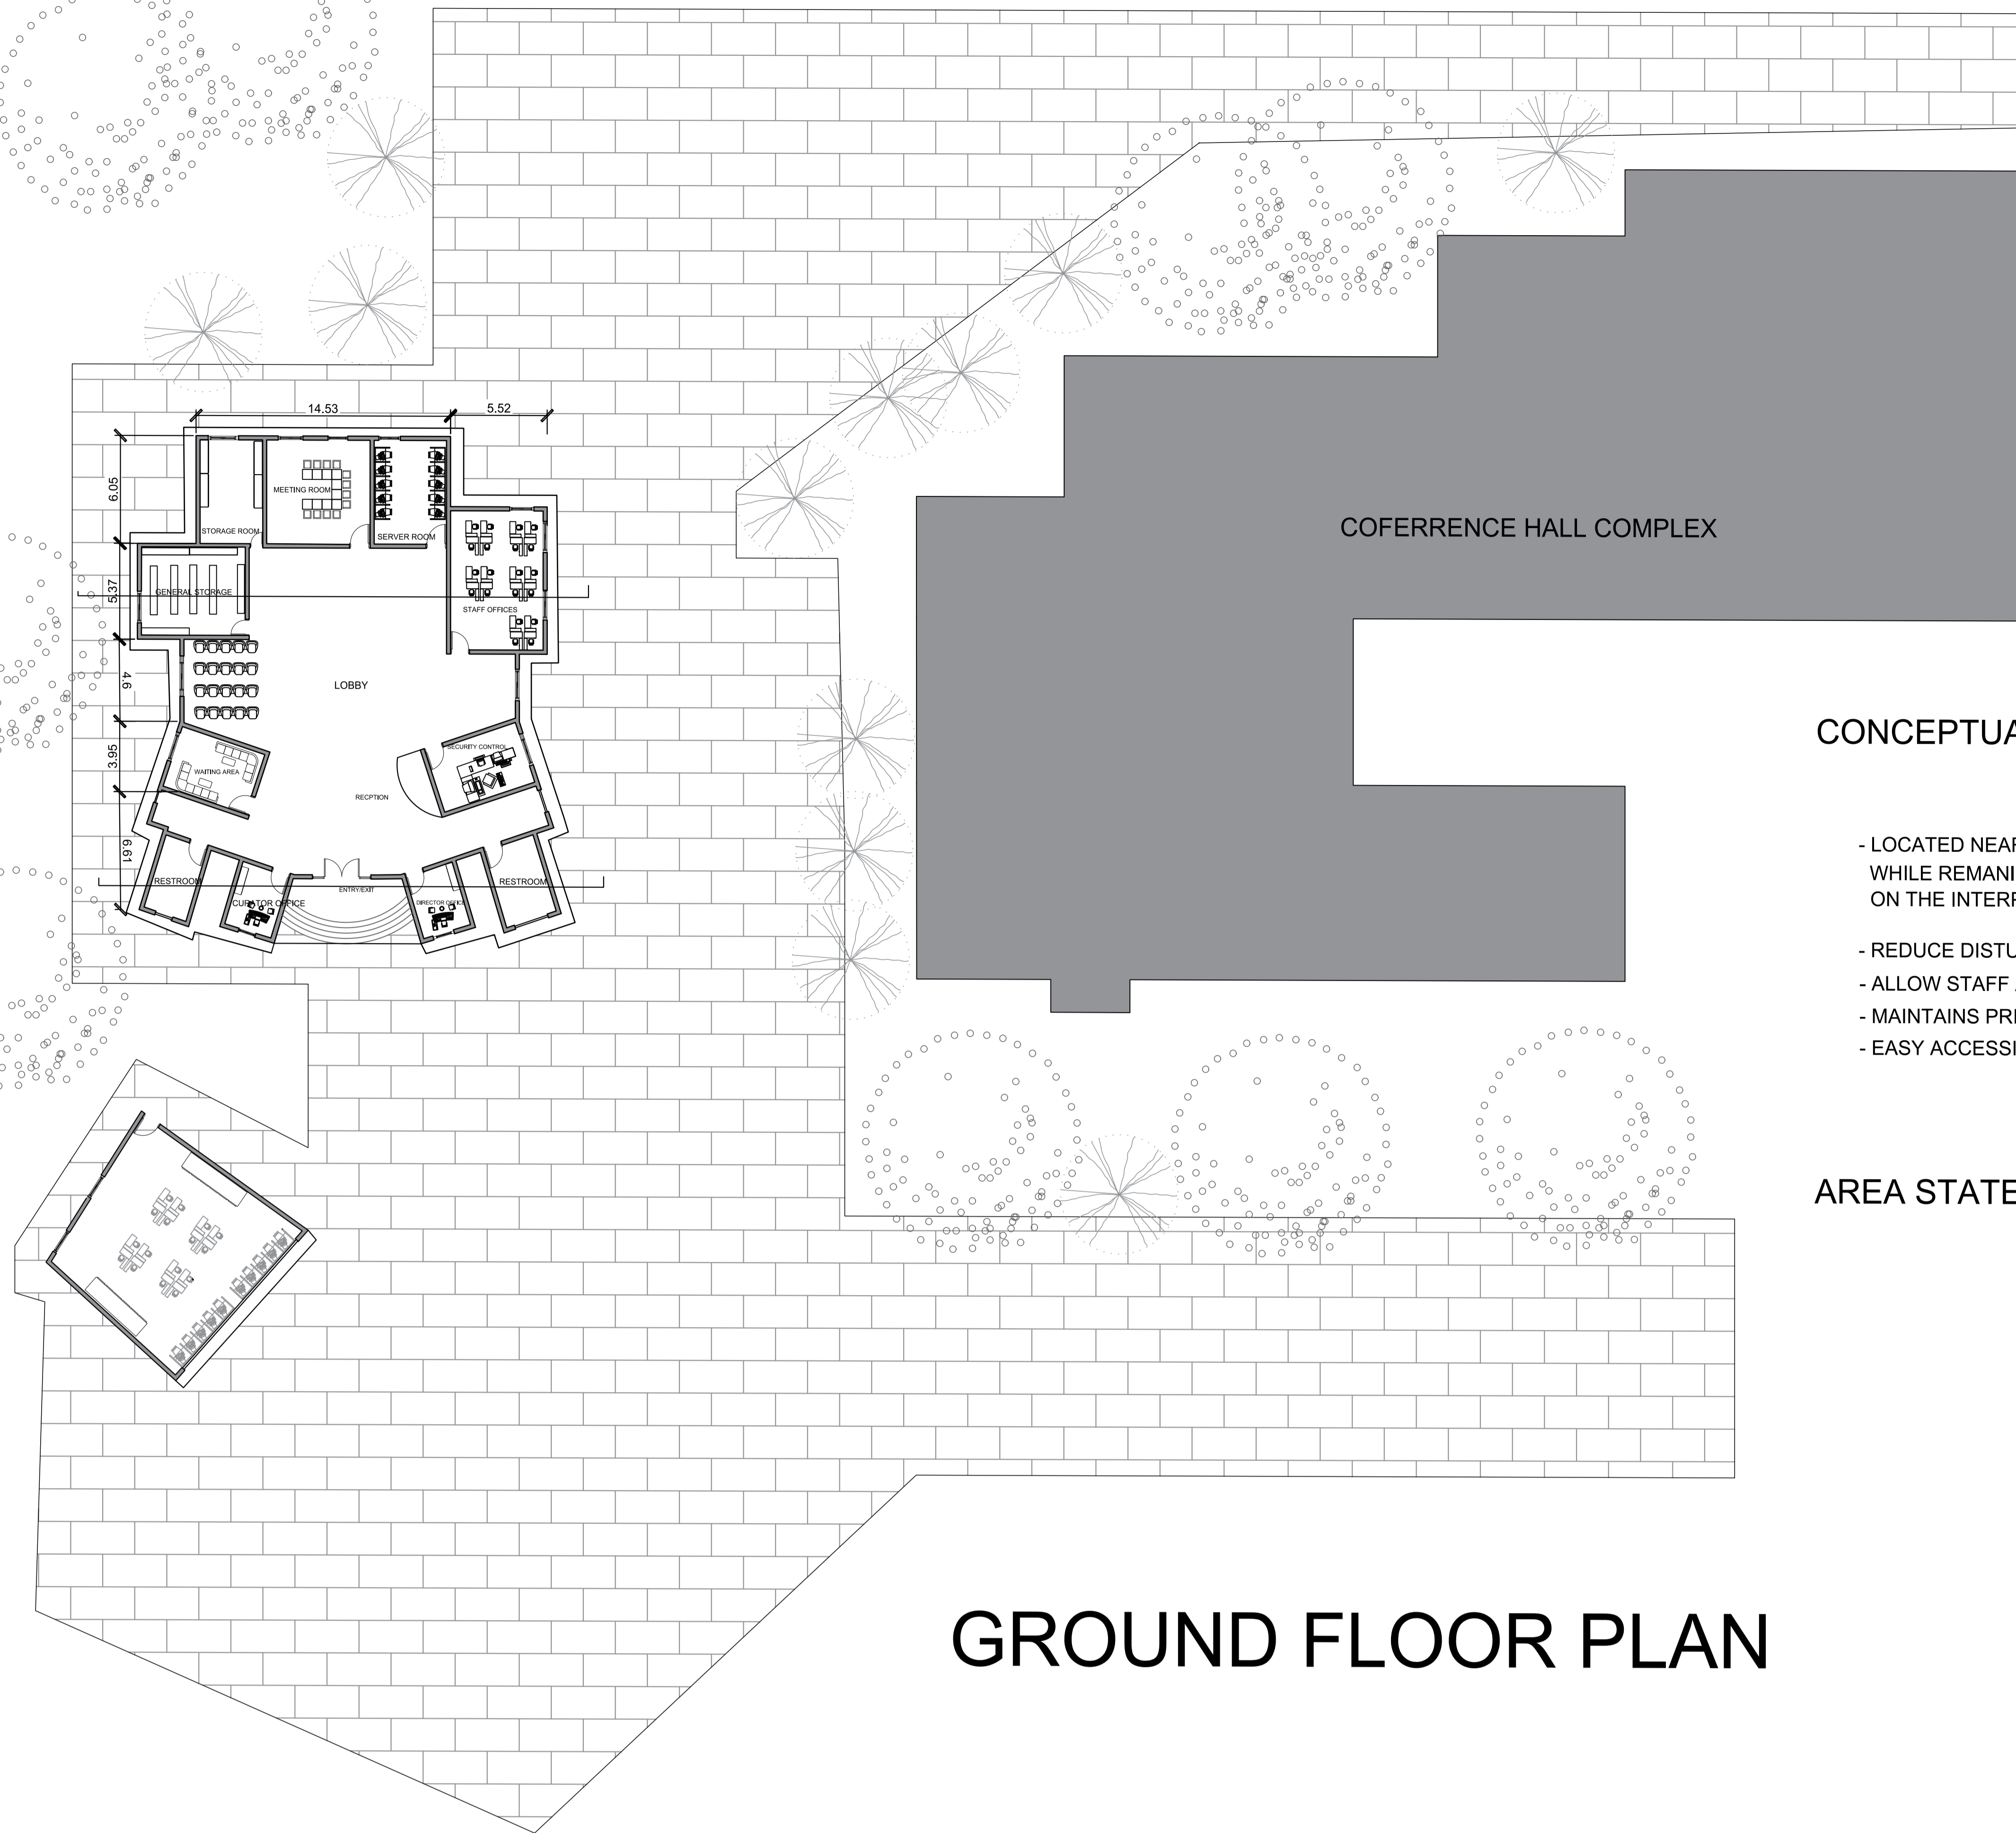 14.53
5.52
6.05
MEETING ROOM
STORAGE ROOM
SERVER ROOM
COFERRENCE HALL COMPLEX
5.37
GENERAL STORAGE
STAFF OFFICES
4.6
LOBBY
CONCEPTUA
3.95
SECURITY CONTROL
WAITING AREA
RECPTION
6.61
- LOCATED NEAR
WHILE REMANI
ON THE INTERR
RESTROOM
RESTROOM
ENTRY/EXIT
CURATOR OFFICE
DIRECTOR OFFICE
- REDUCE DISTU
- ALLOW STAFF
- MAINTAINS PRI
- EASY ACCESSI
AREA STATE
GROUND FLOOR PLAN